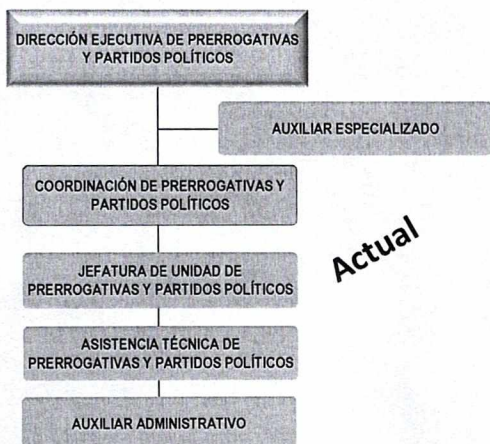 DIRECCIÓN EJECUTIVA DE PRERROGATIVAS
Y PARTIDOS POLÍTICOS
AUXILIAR ESPECIALIZADO
COORDINACIÓN DE PRERROGATIVAS Y
PARTIDOS POLÍTICOS
Actual
JEFATURA DE UNIDAD DE
PRERROGATIVAS Y PARTIDOS POLÍTICOS
ASISTENCIA TÉCNICA DE
PRERROGATIVAS Y PARTIDOS POLÍTICOS
AUXILIAR ADMINISTRATIVO